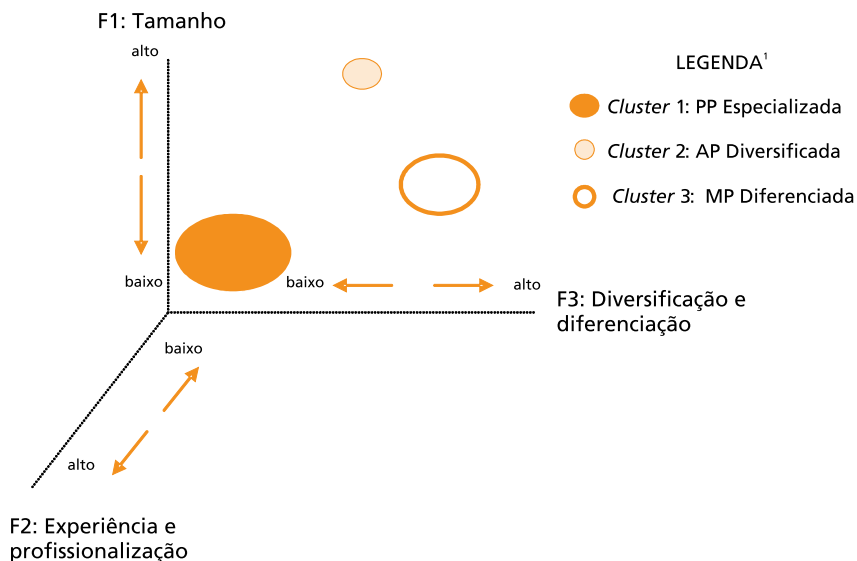 F1: Tamanho
alto
LEGENDA¹
Cluster 1: PP Especializada
Cluster 2: AP Diversificada
Cluster 3: MP Diferenciada
baixo
baixo
alto
F3: Diversificação e
diferenciação
baixo
alto
F2: Experiência e
profissionalização